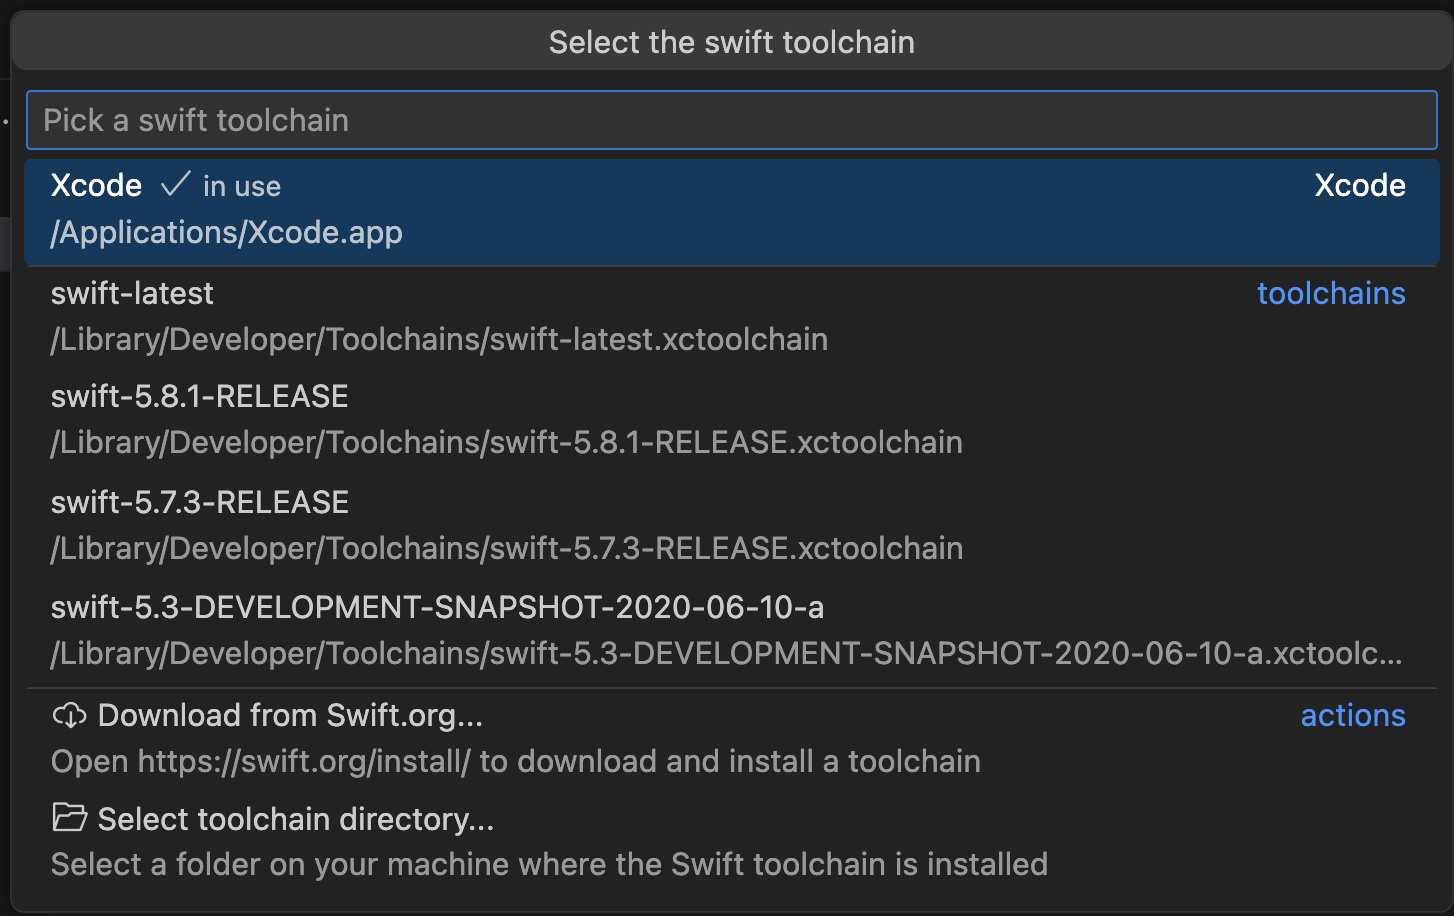 Select the swift toolchain
Pick a swift toolchain
Xcode ✓ in use Xcode
/Applications/Xcode.app
swift-latest toolchains
/Library/Developer/Toolchains/swift-latest.xctoolchain
swift-5.8.1-RELEASE
/Library/Developer/Toolchains/swift-5.8.1-RELEASE.xctoolchain
swift-5.7.3-RELEASE
/Library/Developer/Toolchains/swift-5.7.3-RELEASE.xctoolchain
swift-5.3-DEVELOPMENT-SNAPSHOT-2020-06-10-a
/Library/Developer/Toolchains/swift-5.3-DEVELOPMENT-SNAPSHOT-2020-06-10-a.xctoolc...
Download from Swift.org... actions
Open https://swift.org/install/ to download and install a toolchain
Select toolchain directory...
Select a folder on your machine where the Swift toolchain is installed